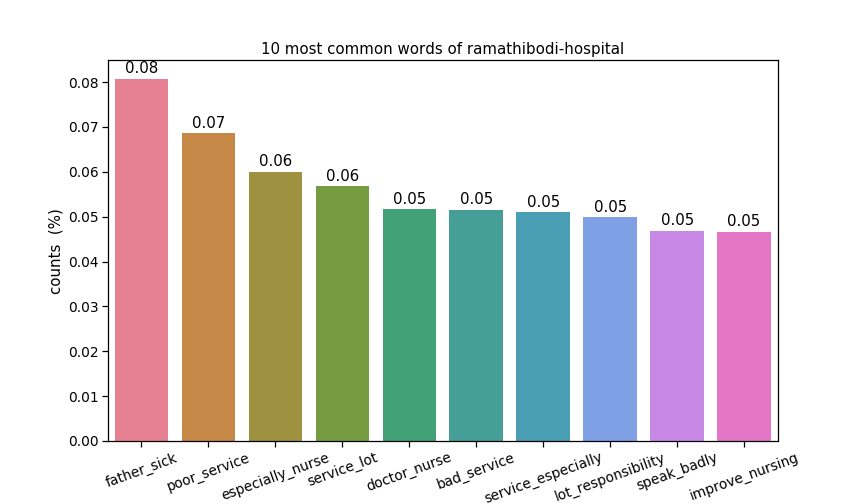 10 most common words of ramathibodi-hospital
counts (%)
0.08
0.07
0.06
0.05
0.04
0.03
0.02
0.01
0.00
0.08
0.07
0.06
0.06
0.05
0.05
0.05
0.05
0.05
0.05
father_sick
poor_service
especially_nurse
service_lot
doctor_nurse
bad_service
service_especially
lot_responsibility
speak_badly
improve_nursing